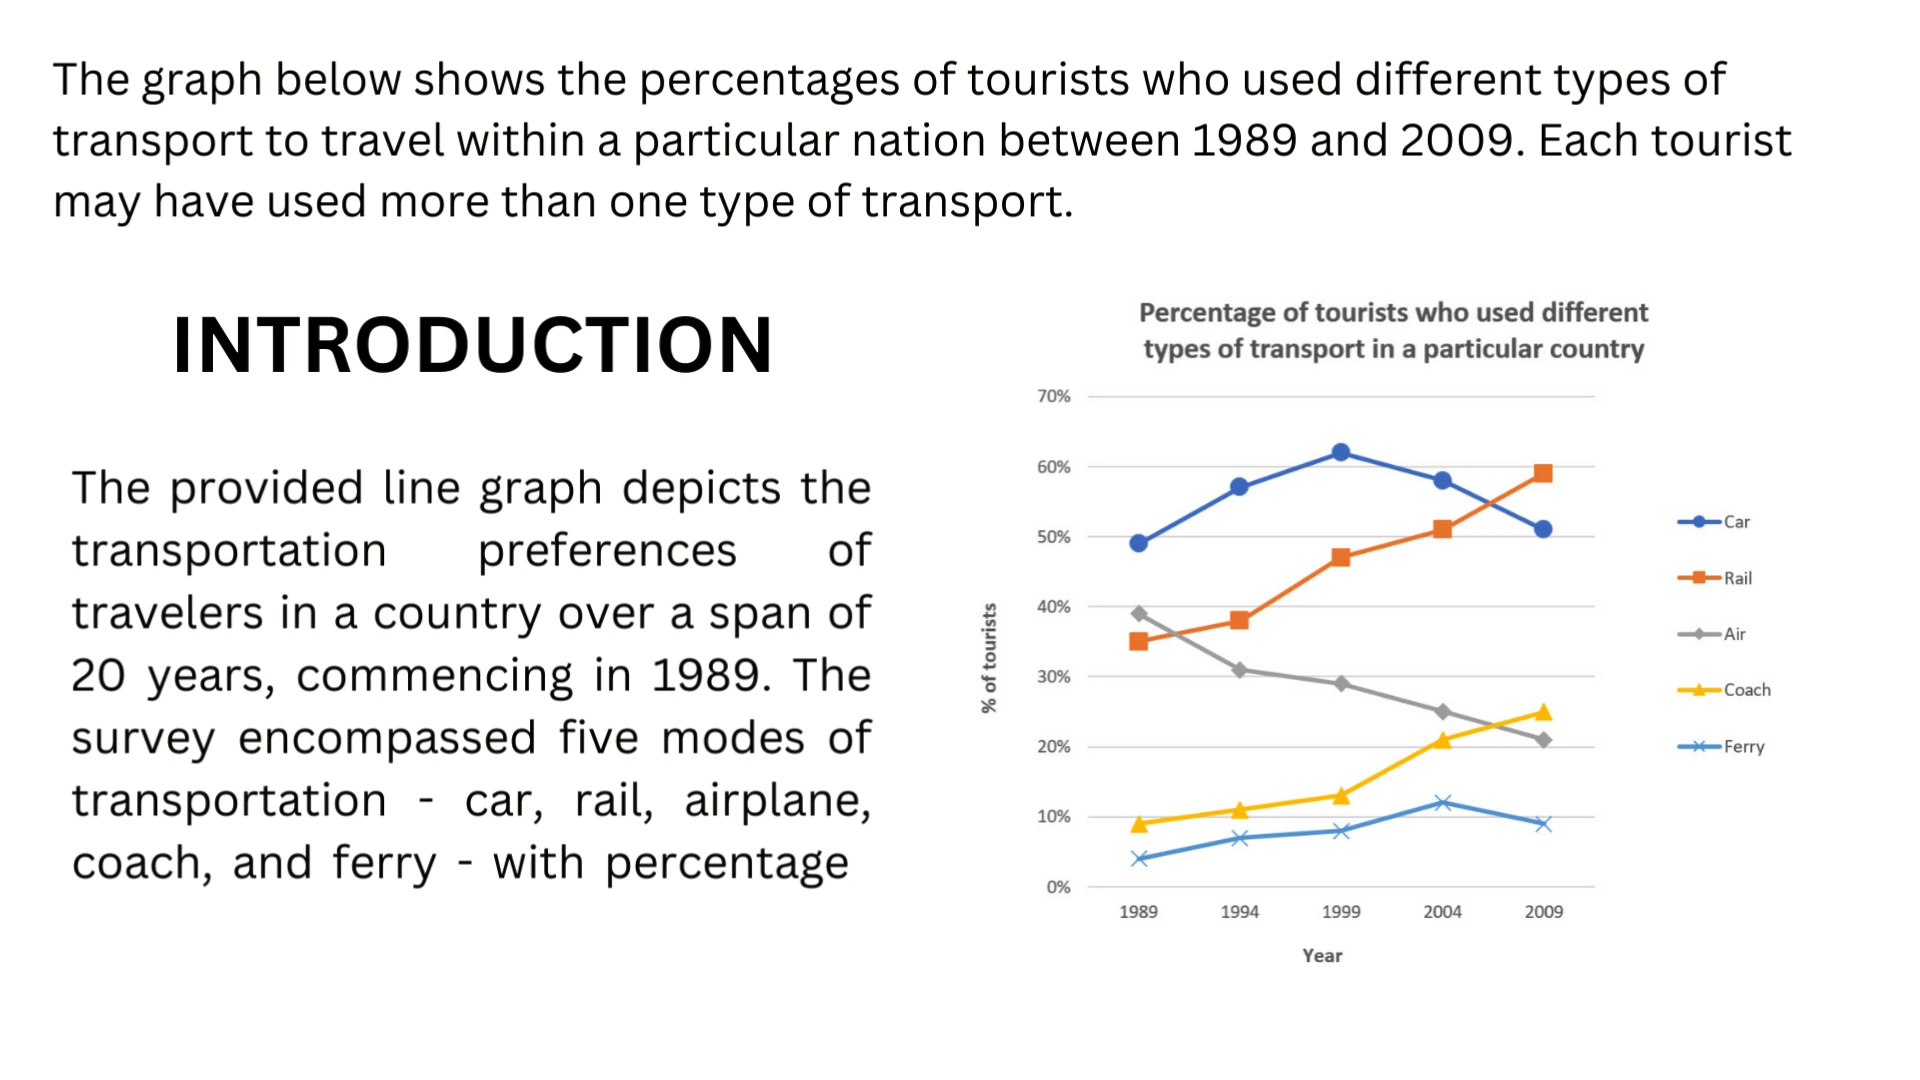 The graph below shows the percentages of tourists who used different types of
transport to travel within a particular nation between 1989 and 2009. Each tourist
may have used more than one type of transport.
INTRODUCTION
The provided line graph depicts the
transportation preferences of
travelers in a country over a span of
20 years, commencing in 1989. The
survey encompassed five modes of
transportation - car, rail, airplane,
coach, and ferry - with percentage
Percentage of tourists who used different
types of transport in a particular country
% of tourists
70%
60%
50%
40%
30%
20%
10%
0%
1989 1994 1999 2004 2009
Year
Car
Rail
Air
Coach
Ferry